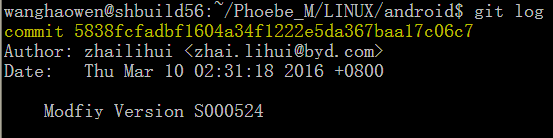 wanghaowen@shbuild56:~/Phoebe_M/LINUX/android$ git log
commit 5838fcfadbf1604a34f1222e5da367baa17c06c7
Author: zhailihui <zhai.lihui@byd.com>
Date:   Thu Mar 10 02:31:18 2016 +0800
    Modfiy Version S000524